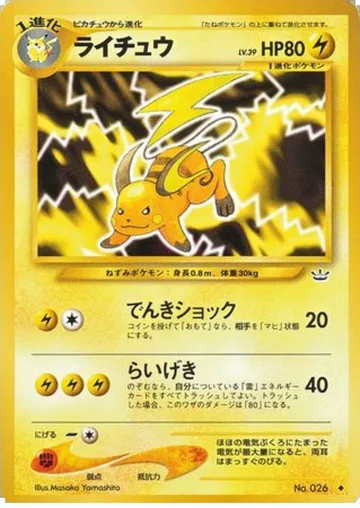 1進化
ピカチュウから進化
「たねポケモン」の上に重ねて進化させます。
ライチュウ
LV.39 HP80
1進化ポケモン
ねずみポケモン:身長0.8m、体重30kg
でんきショック
20
コインを投げて「おもて」なら、相手を「マヒ」状態
にする。
らいげき
40
のぞむなら、自分についている「雷」エネルギー
カードをすべてトラッシュしてよい。トラッシュ
した場合、このワザのダメージは「80」になる。
にげる
弱点
抵抗力
ほほの電気ぶくろにたまった
電気が最大量になると、両耳
はまっすぐのびる。
Illus. Masako Yamashiro
No. 026